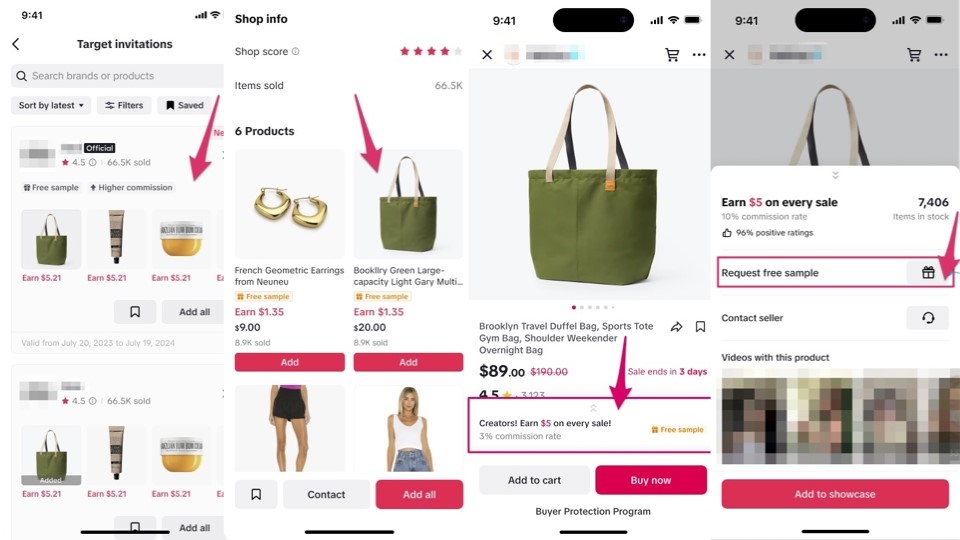 9:41
Target invitations
Search brands or products
Sort by latest
Filters
Saved
Ne
Official
4.5
66.5K sold
Free sample
Higher commission
Earn $5.21
Earn $5.21
Earn $5.21
Add all
Valid from July 20, 2023 to July 19, 2024
4.5
66.5K sold
Added
Earn $5.21
Earn $5.21
Earn $5.21
Add all
Shop info
Shop score
Items sold
66.5K
6 Products
French Geometric Earrings
from Neuneu
Free sample
Earn $1.35
$9.00
8.9K sold
Add
Bookllry Green Large-
capacity Light Gary Multi...
Free sample
Earn $1.35
$20.00
8.9K sold
Add
Contact
Add all
9:41
Brooklyn Travel Duffel Bag, Sports Tote
Gym Bag, Shoulder Weekender
Overnight Bag
$89.00 $190.00
Sale ends in 3 days
4.5
3,123
Creators! Earn $5 on every sale!
3% commission rate
Free sample
Add to cart
Buy now
Buyer Protection Program
9:41
Earn $5 on every sale
7,406
10% commission rate
Items in stock
96% positive ratings
Request free sample
Contact seller
Videos with this product
Add to showcase